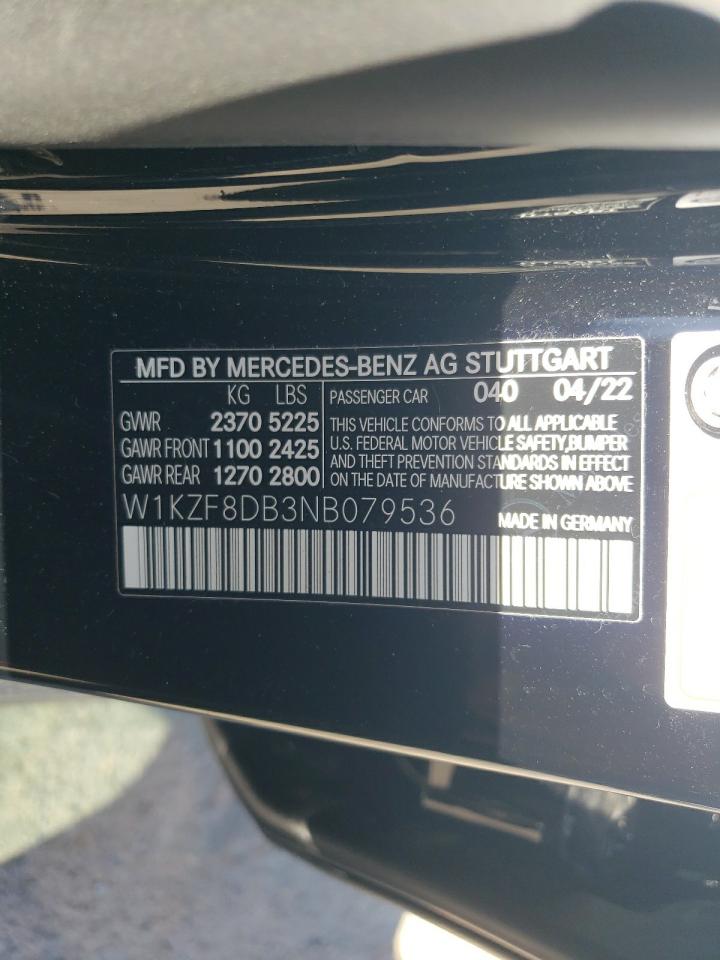 MFD BY MERCEDES-BENZ AG STUTTGART
KG LBS
GVWR 2370 5225
GAWR FRONT 1100 2425
GAWR REAR 1270 2800
PASSENGER CAR 040 04/22
THIS VEHICLE CONFORMS TO ALL APPLICABLE
U.S. FEDERAL MOTOR VEHICLE SAFETY, BUMPER
AND THEFT PREVENTION STANDARDS IN EFFECT
ON THE DATE OF MANUFACTURE SHOWN ABOVE
W1KZF8DB3NB079536
MADE IN GERMANY